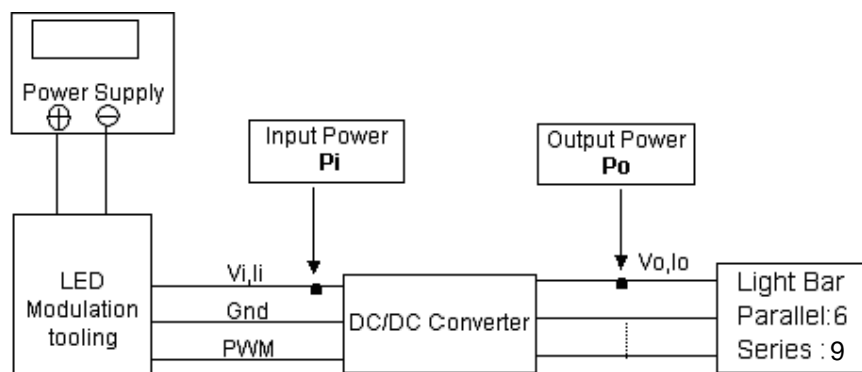 Power Supply
+ −
Input Power
Pi
Output Power
Po
LED
Modulation
tooling
Vi,Ii
Gnd
PWM
DC/DC Converter
Vo,Io
Light Bar
Parallel:6
Series :9